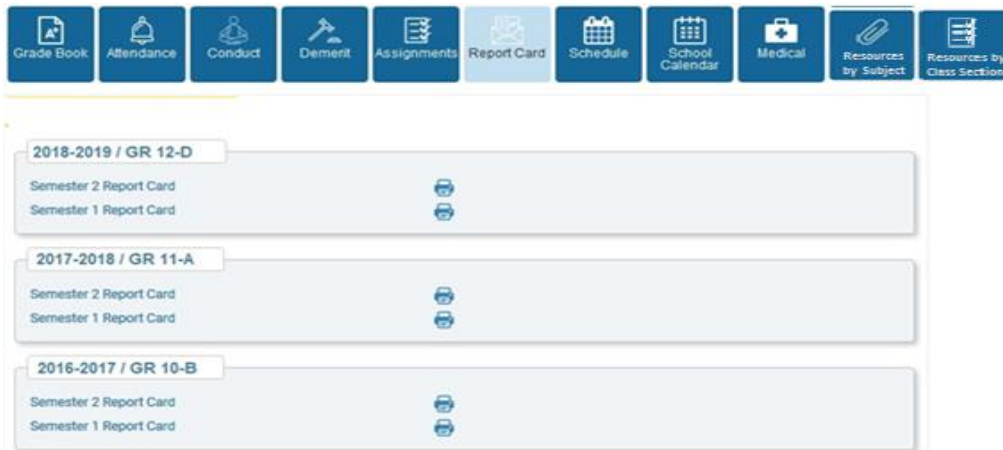 Grade Book
Attendance
Conduct
Demerit
Assignments
Report Card
Schedule
School
Calendar
Medical
Resources
by Subject
Resources by
Class Section
2018-2019 / GR 12-D
Semester 2 Report Card
Semester 1 Report Card
2017-2018 / GR 11-A
Semester 2 Report Card
Semester 1 Report Card
2016-2017 / GR 10-B
Semester 2 Report Card
Semester 1 Report Card